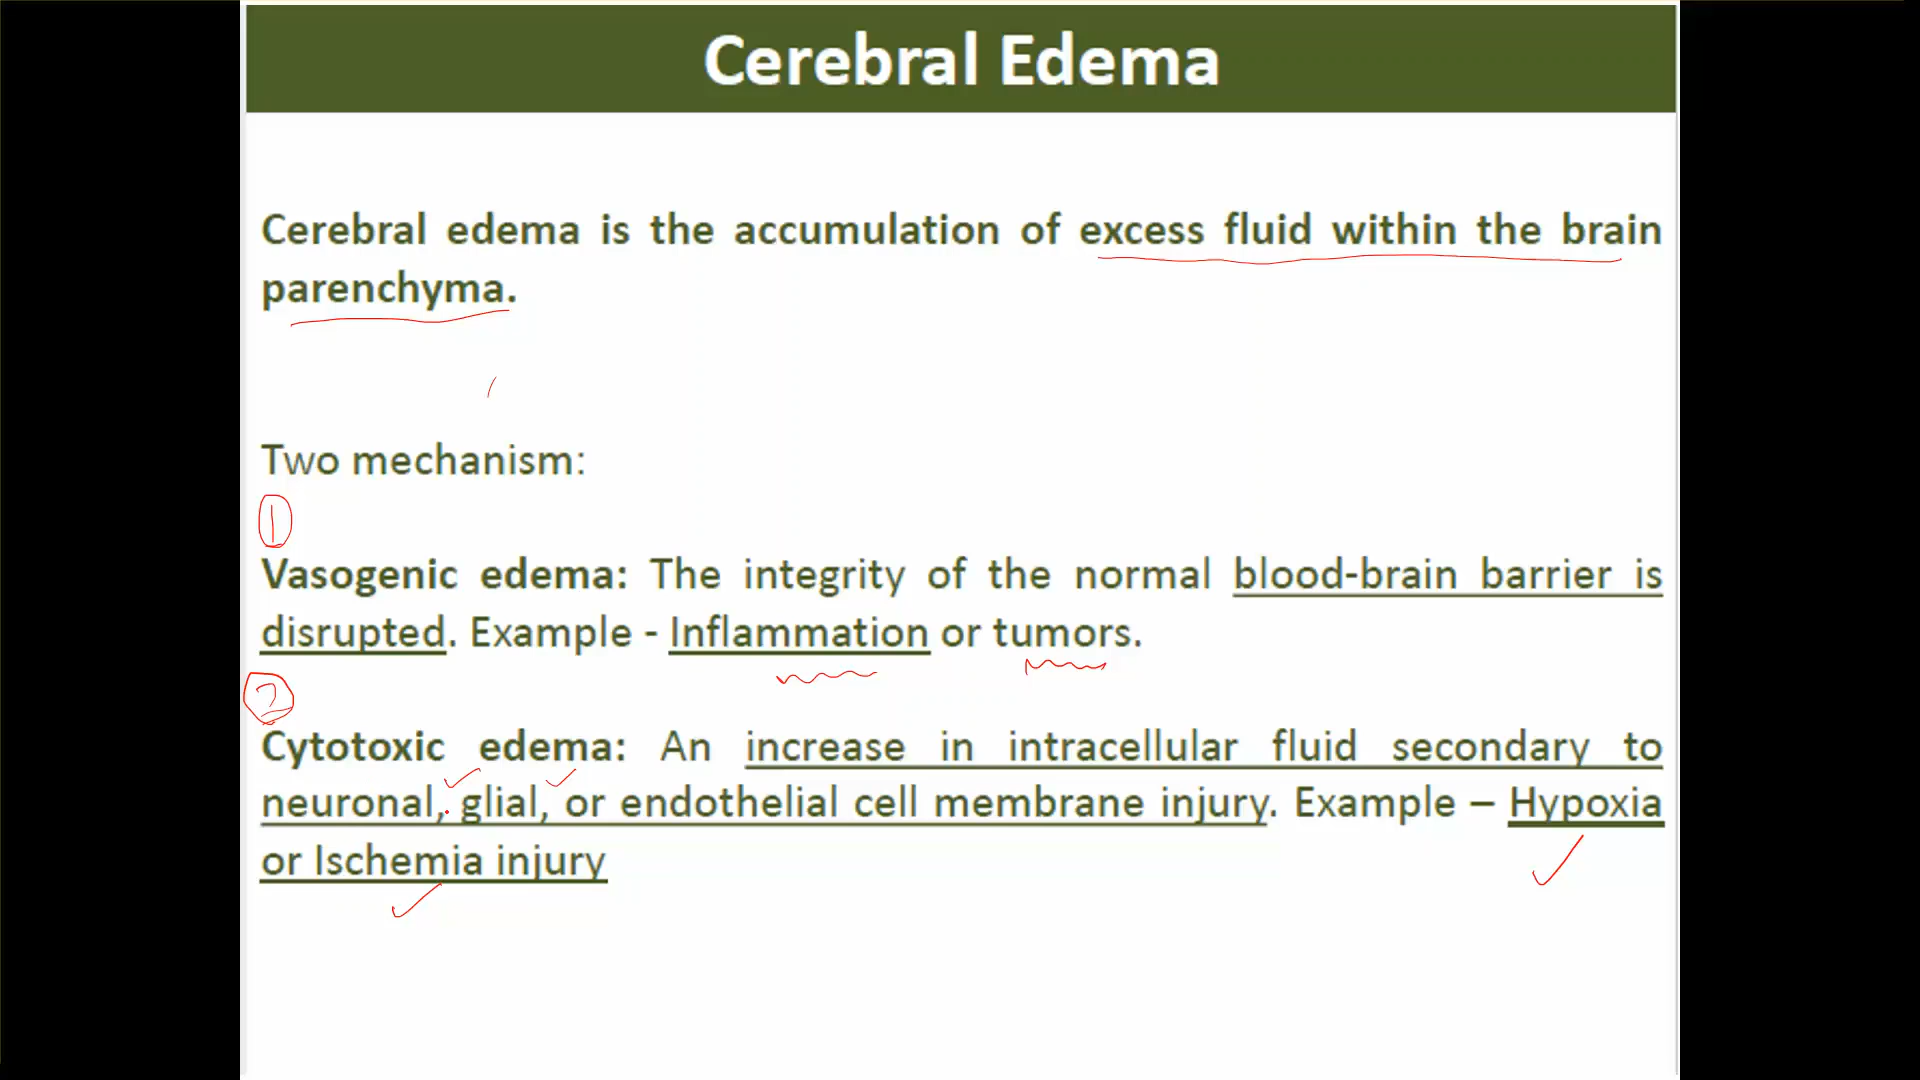 Cerebral Edema
Cerebral edema is the accumulation of excess fluid within the brain
parenchyma.
Two mechanism:
1
Vasogenic edema: The integrity of the normal blood-brain barrier is
disrupted. Example - Inflammation or tumors.
2
Cytotoxic edema: An increase in intracellular fluid secondary to
neuronal, glial, or endothelial cell membrane injury. Example – Hypoxia
or Ischemia injury